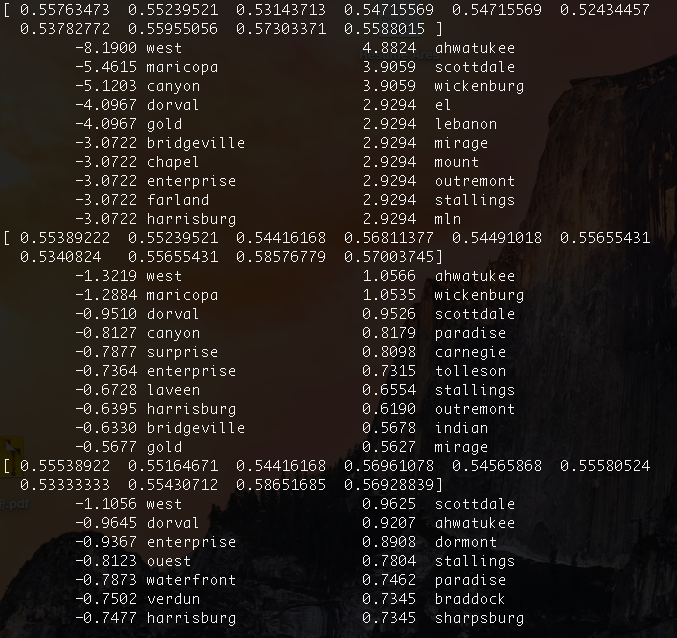 [ 0.55763473 0.55239521 0.53143713 0.54715569 0.54715569 0.52434457
0.53782772 0.55955056 0.57303371 0.5588015 ]
-8.1900 west 4.8824 ahwatukee
-5.4615 maricopa 3.9059 scottdale
-5.1203 canyon 3.9059 wickenburg
-4.0967 dorval 2.9294 el
-4.0967 gold 2.9294 lebanon
-3.0722 bridgeville 2.9294 mirage
-3.0722 chapel 2.9294 mount
-3.0722 enterprise 2.9294 outremont
-3.0722 farland 2.9294 stallings
-3.0722 harrisburg 2.9294 mln
[ 0.55389222 0.55239521 0.54416168 0.56811377 0.54491018 0.55655431
0.5340824 0.55655431 0.58576779 0.57003745]
-1.3219 west 1.0566 ahwatukee
-1.2884 maricopa 1.0535 wickenburg
-0.9510 dorval 0.9526 scottdale
-0.8127 canyon 0.8179 paradise
-0.7877 surprise 0.8098 carnegie
-0.7364 enterprise 0.7315 tolleson
-0.6728 laveen 0.6554 stallings
-0.6395 harrisburg 0.6190 outremont
-0.6330 bridgeville 0.5678 indian
-0.5677 gold 0.5627 mirage
[ 0.55538922 0.55164671 0.54416168 0.56961078 0.54565868 0.55580524
0.53333333 0.55430712 0.58651685 0.56928839]
-1.1056 west 0.9625 scottdale
-0.9645 dorval 0.9207 ahwatukee
-0.9367 enterprise 0.8908 dormont
-0.8123 ouest 0.7804 stallings
-0.7873 waterfront 0.7462 paradise
-0.7502 verdun 0.7345 braddock
-0.7477 harrisburg 0.7345 sharpsburg